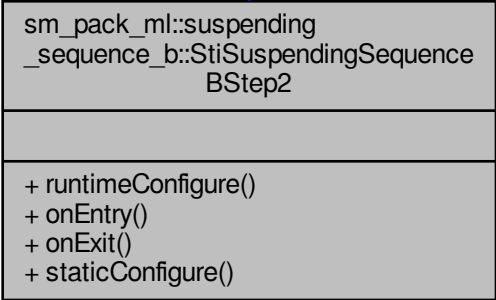 sm_pack_ml::suspending
_sequence_b::StiSuspendingSequence
BStep2
+ runtimeConfigure()
+ onEntry()
+ onExit()
+ staticConfigure()